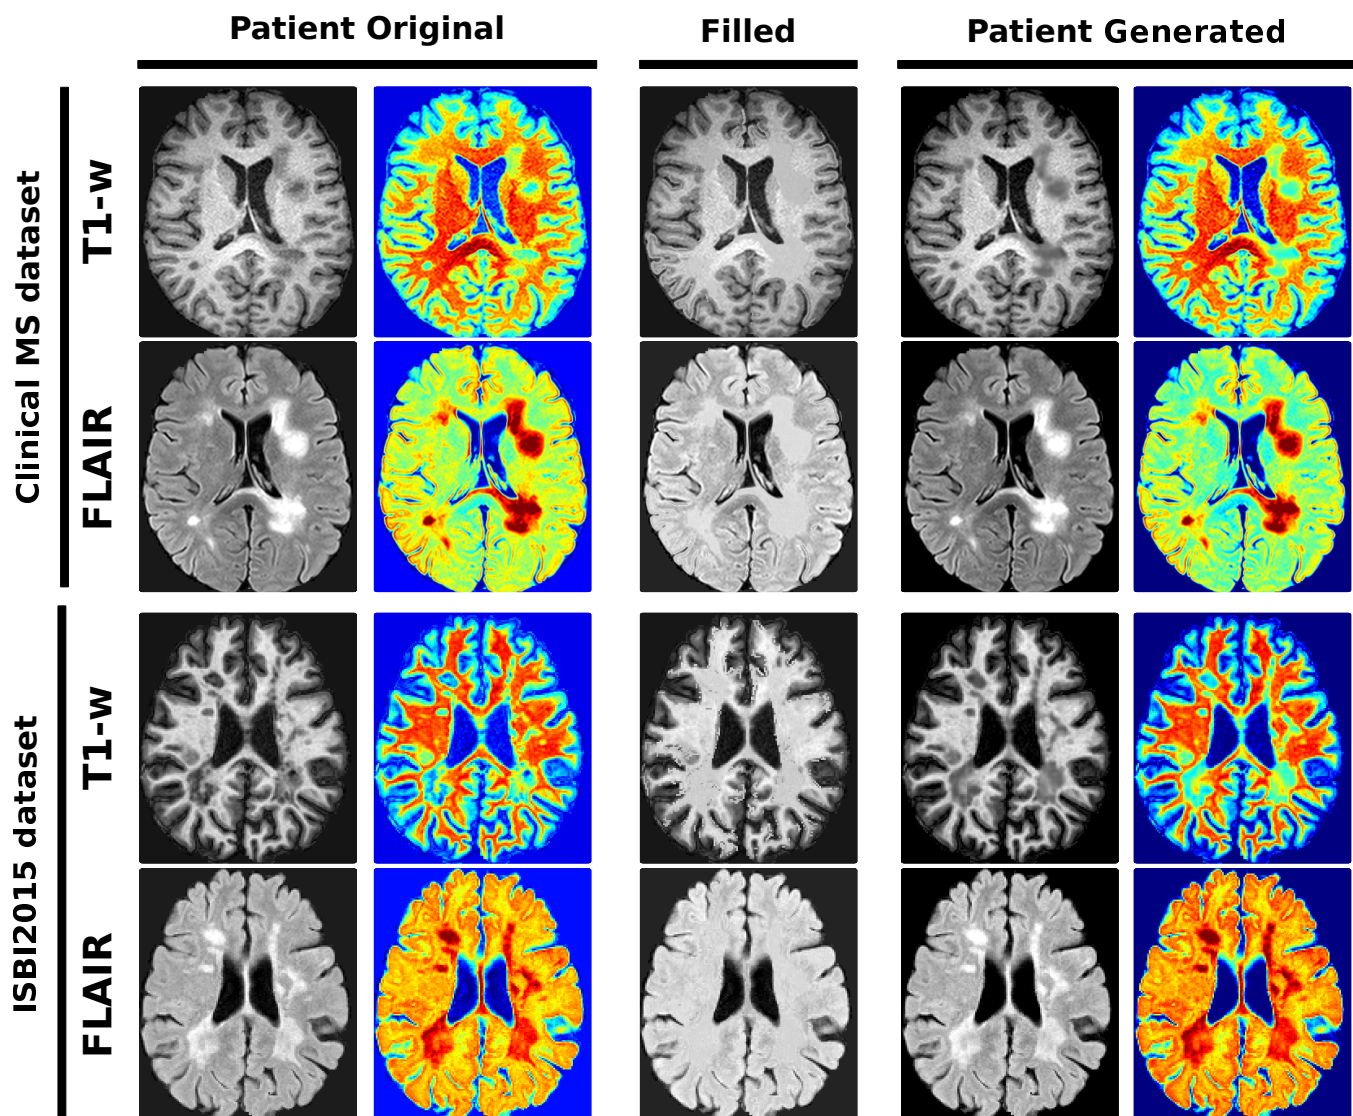 Patient Original
Filled
Patient Generated
Clinical MS dataset
T1-w
FLAIR
ISBI2015 dataset
T1-w
FLAIR